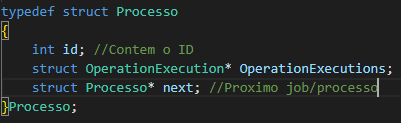 typedef struct Processo
{
int id; //Contem o ID
struct OperationExecution* OperationExecutions;
struct Processo* next; //Proximo job/processo
}Processo;